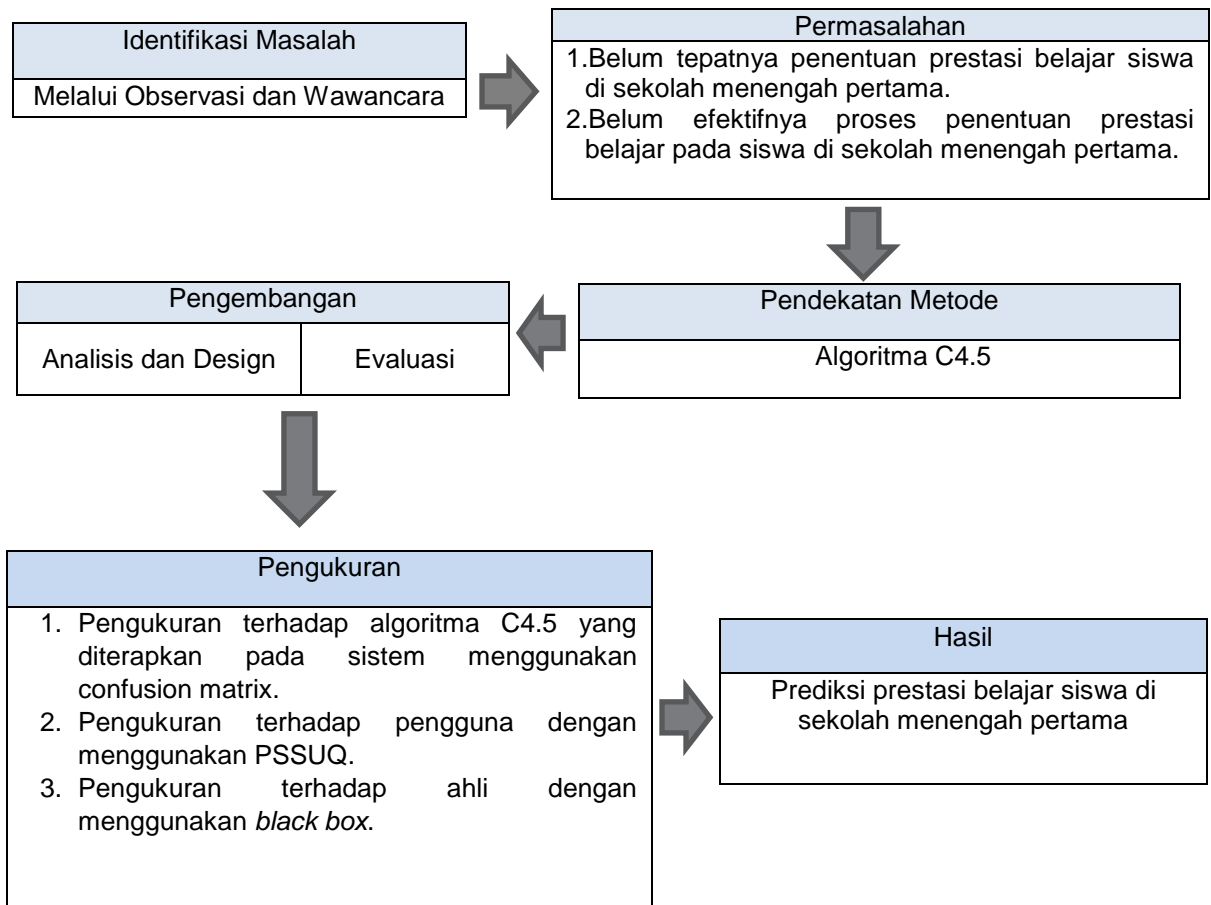 Identifikasi Masalah
Melalui Observasi dan Wawancara
Permasalahan
1.Belum tepatnya penentuan prestasi belajar siswa
di sekolah menengah pertama.
2.Belum efektifnya proses penentuan prestasi
belajar pada siswa di sekolah menengah pertama.
Pendekatan Metode
Algoritma C4.5
Pengembangan
Analisis dan Design
Evaluasi
Pengukuran
1. Pengukuran terhadap algoritma C4.5 yang
diterapkan pada sistem menggunakan
confusion matrix.
2. Pengukuran terhadap pengguna dengan
menggunakan PSSUQ.
3. Pengukuran terhadap ahli dengan
menggunakan black box.
Hasil
Prediksi prestasi belajar siswa di
sekolah menengah pertama